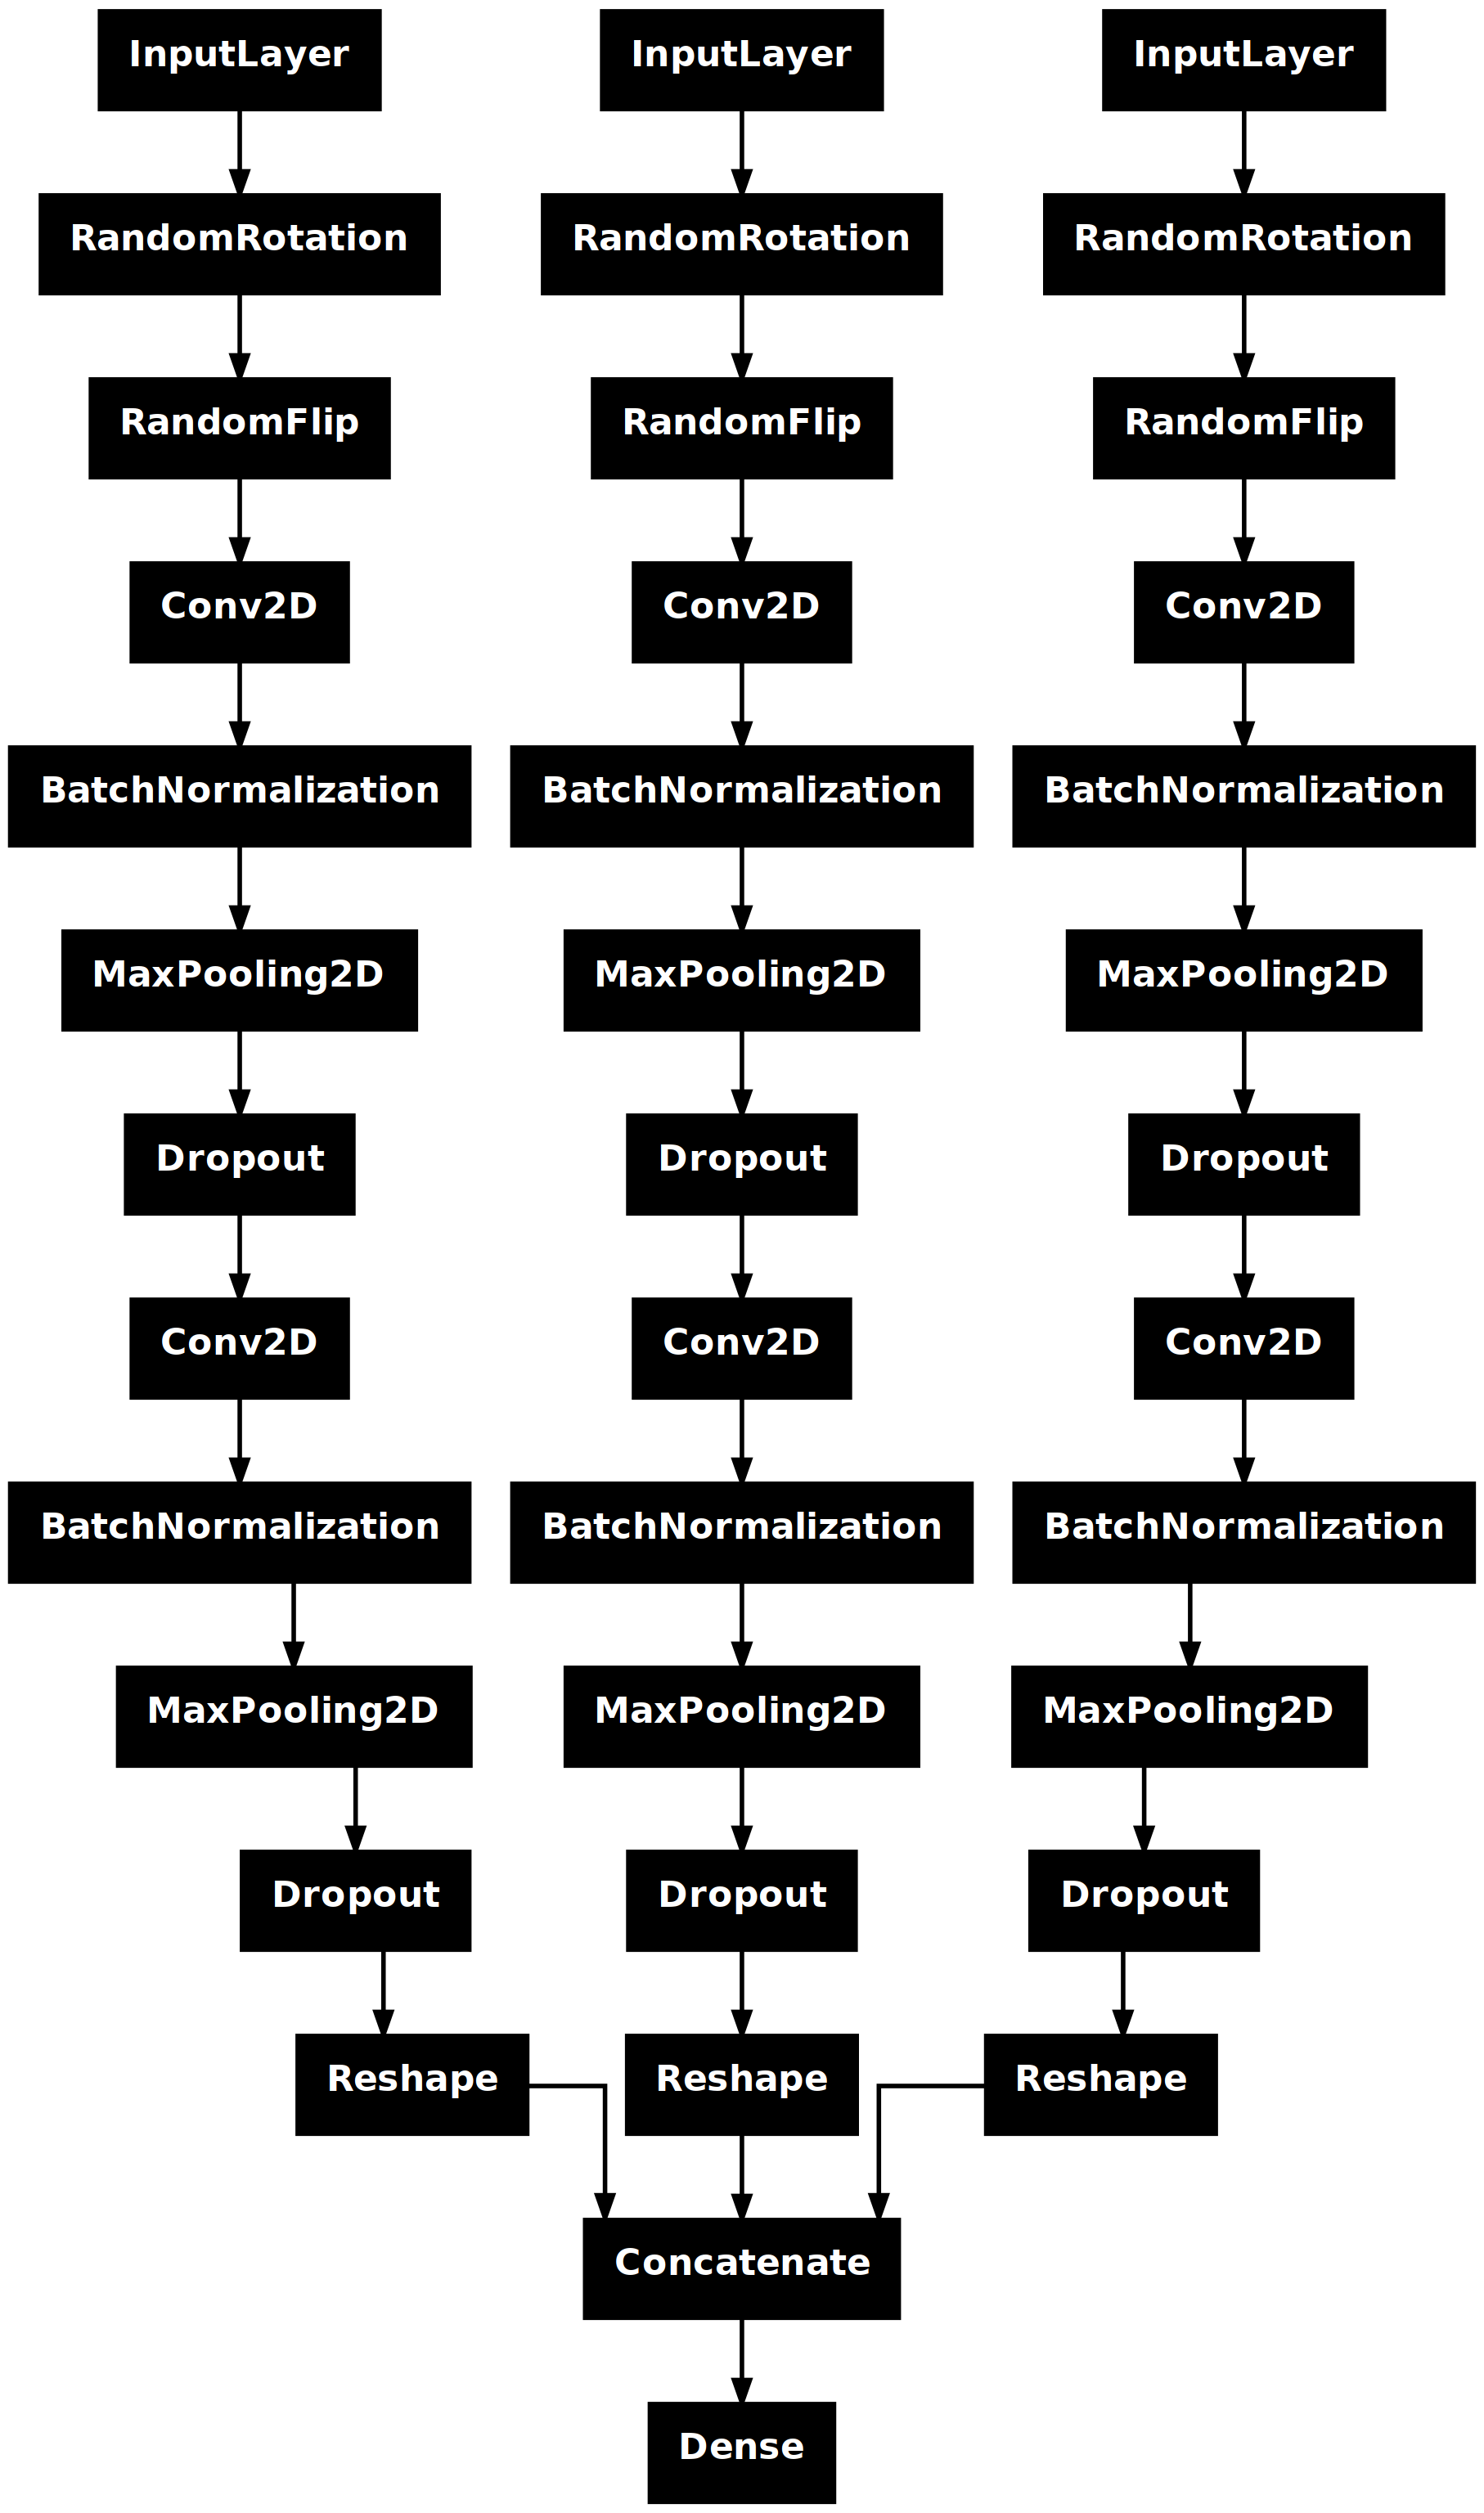 InputLayer InputLayer InputLayer
RandomRotation RandomRotation RandomRotation
RandomFlip RandomFlip RandomFlip
Conv2D Conv2D Conv2D
BatchNormalization BatchNormalization BatchNormalization
MaxPooling2D MaxPooling2D MaxPooling2D
Dropout Dropout Dropout
Conv2D Conv2D Conv2D
BatchNormalization BatchNormalization BatchNormalization
MaxPooling2D MaxPooling2D MaxPooling2D
Dropout Dropout Dropout
Reshape Reshape Reshape
Concatenate
Dense